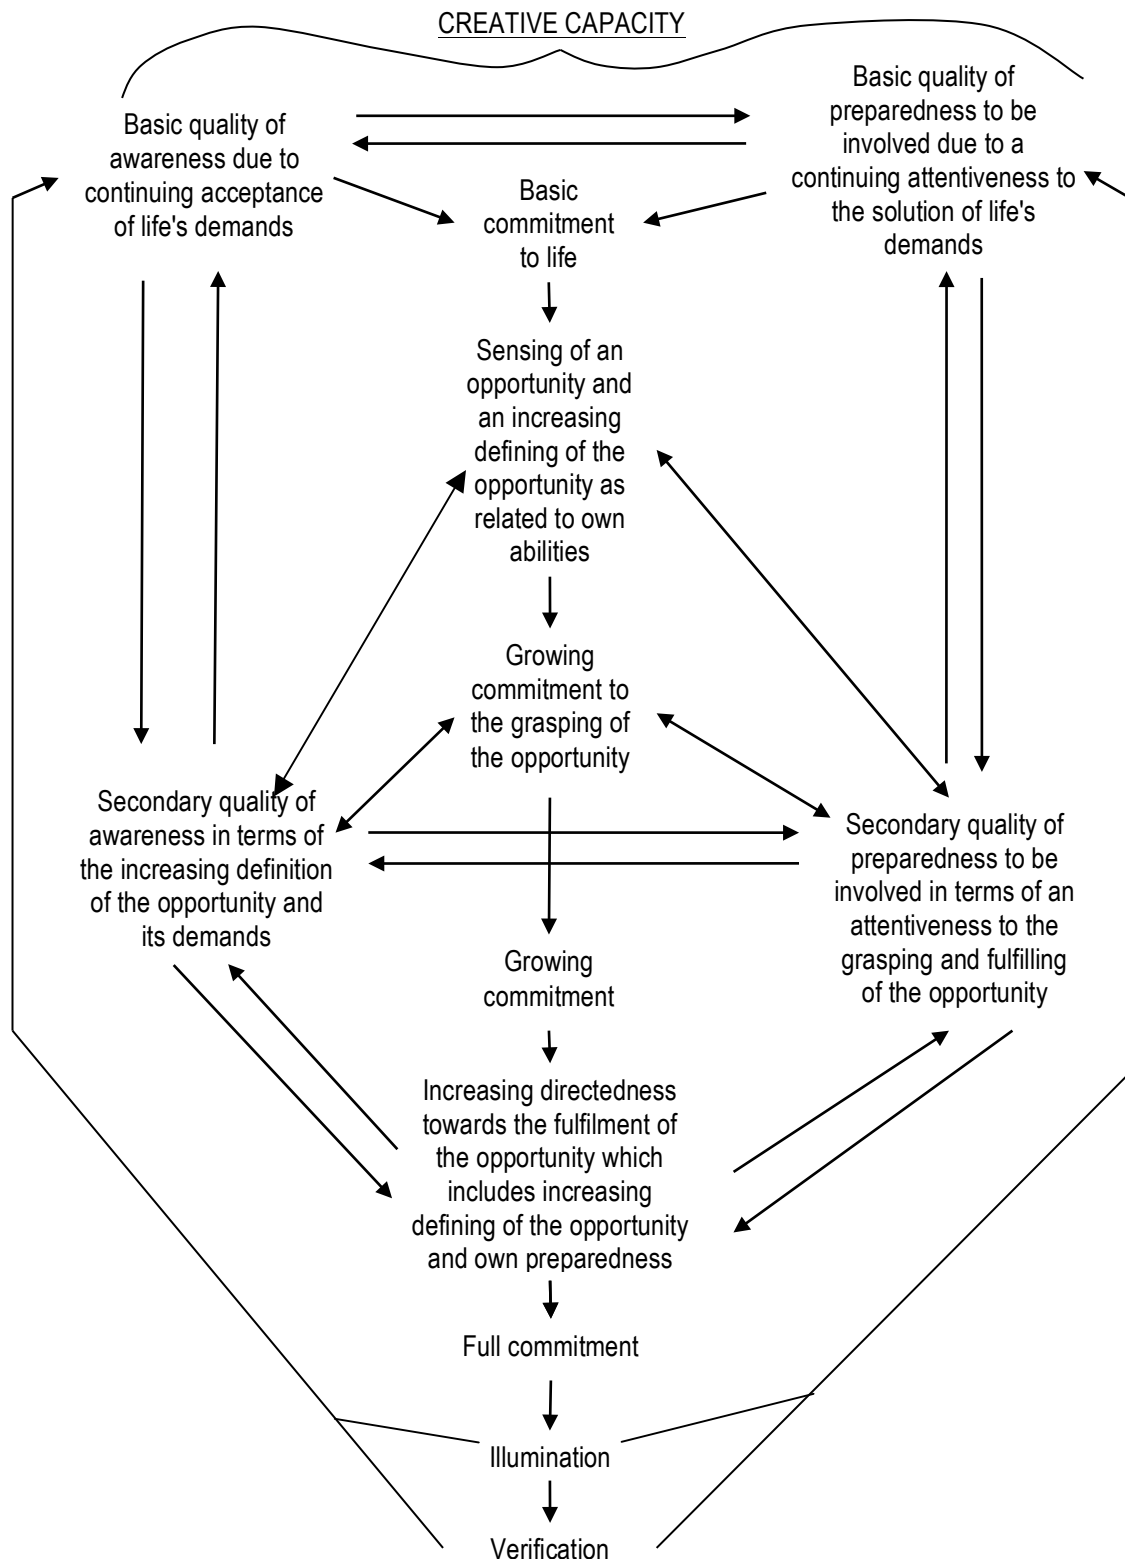 CREATIVE CAPACITY
Basic quality of
awareness due to
continuing acceptance
of life's demands
Basic quality of
preparedness to be
involved due to a
continuing attentiveness to
the solution of life's
demands
Basic
commitment
to life
Sensing of an
opportunity and
an increasing
defining of the
opportunity as
related to own
abilities
Growing
commitment to
the grasping of
the opportunity
Secondary quality of
awareness in terms of
the increasing definition
of the opportunity and
its demands
Secondary quality of
preparedness to be
involved in terms of an
attentiveness to the
grasping and fulfilling
of the opportunity
Growing
commitment
Increasing directedness
towards the fulfilment of
the opportunity which
includes increasing
defining of the opportunity
and own preparedness
Full commitment
Illumination
Verification